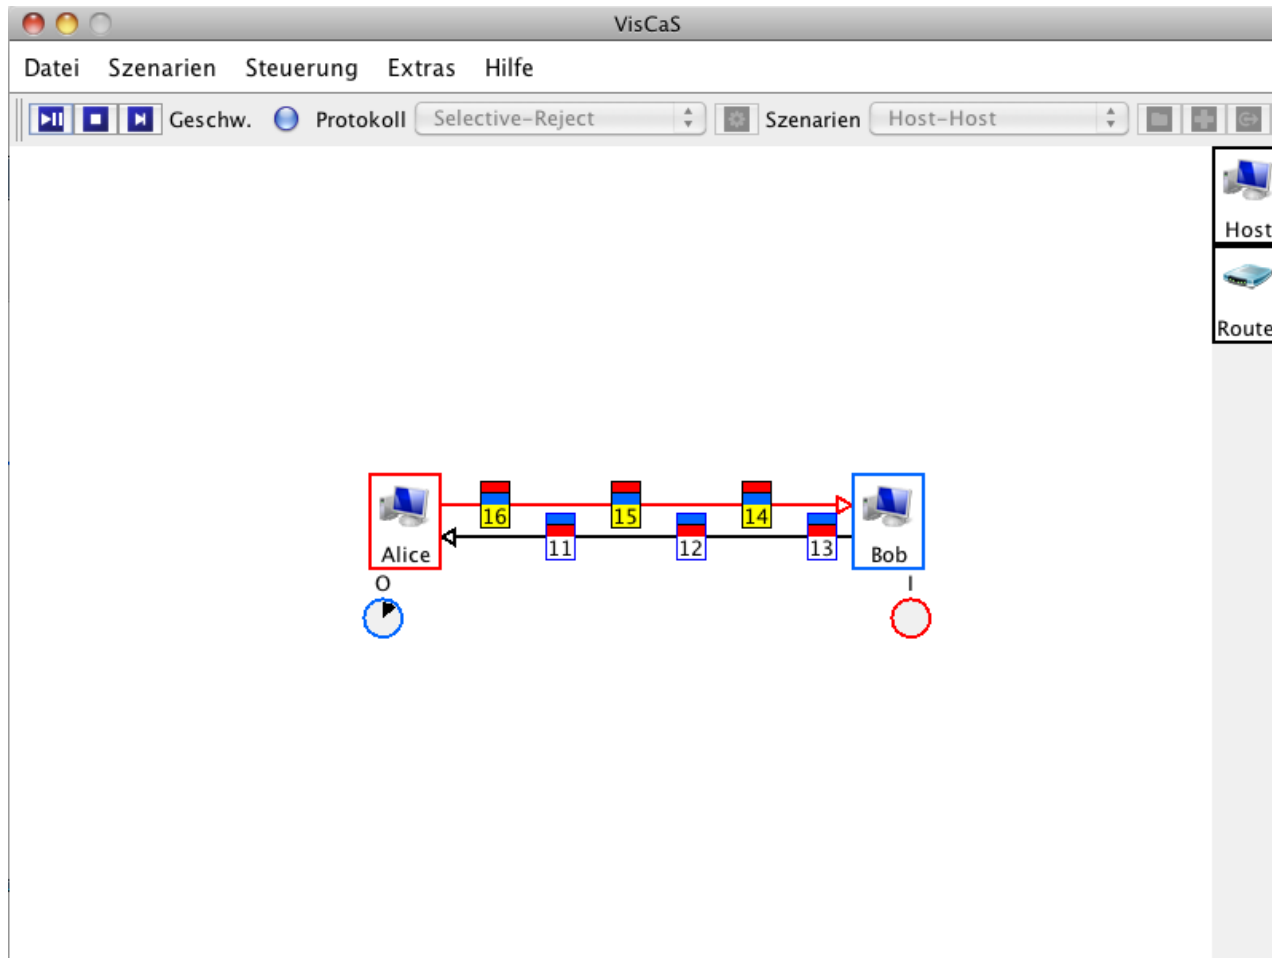 VisCaS
Datei Szenarien Steuerung Extras Hilfe
Geschw. Protokoll Selective-Reject Szenarien Host-Host
Host
Route
16 15 14
11 12 13
Alice Bob
O I